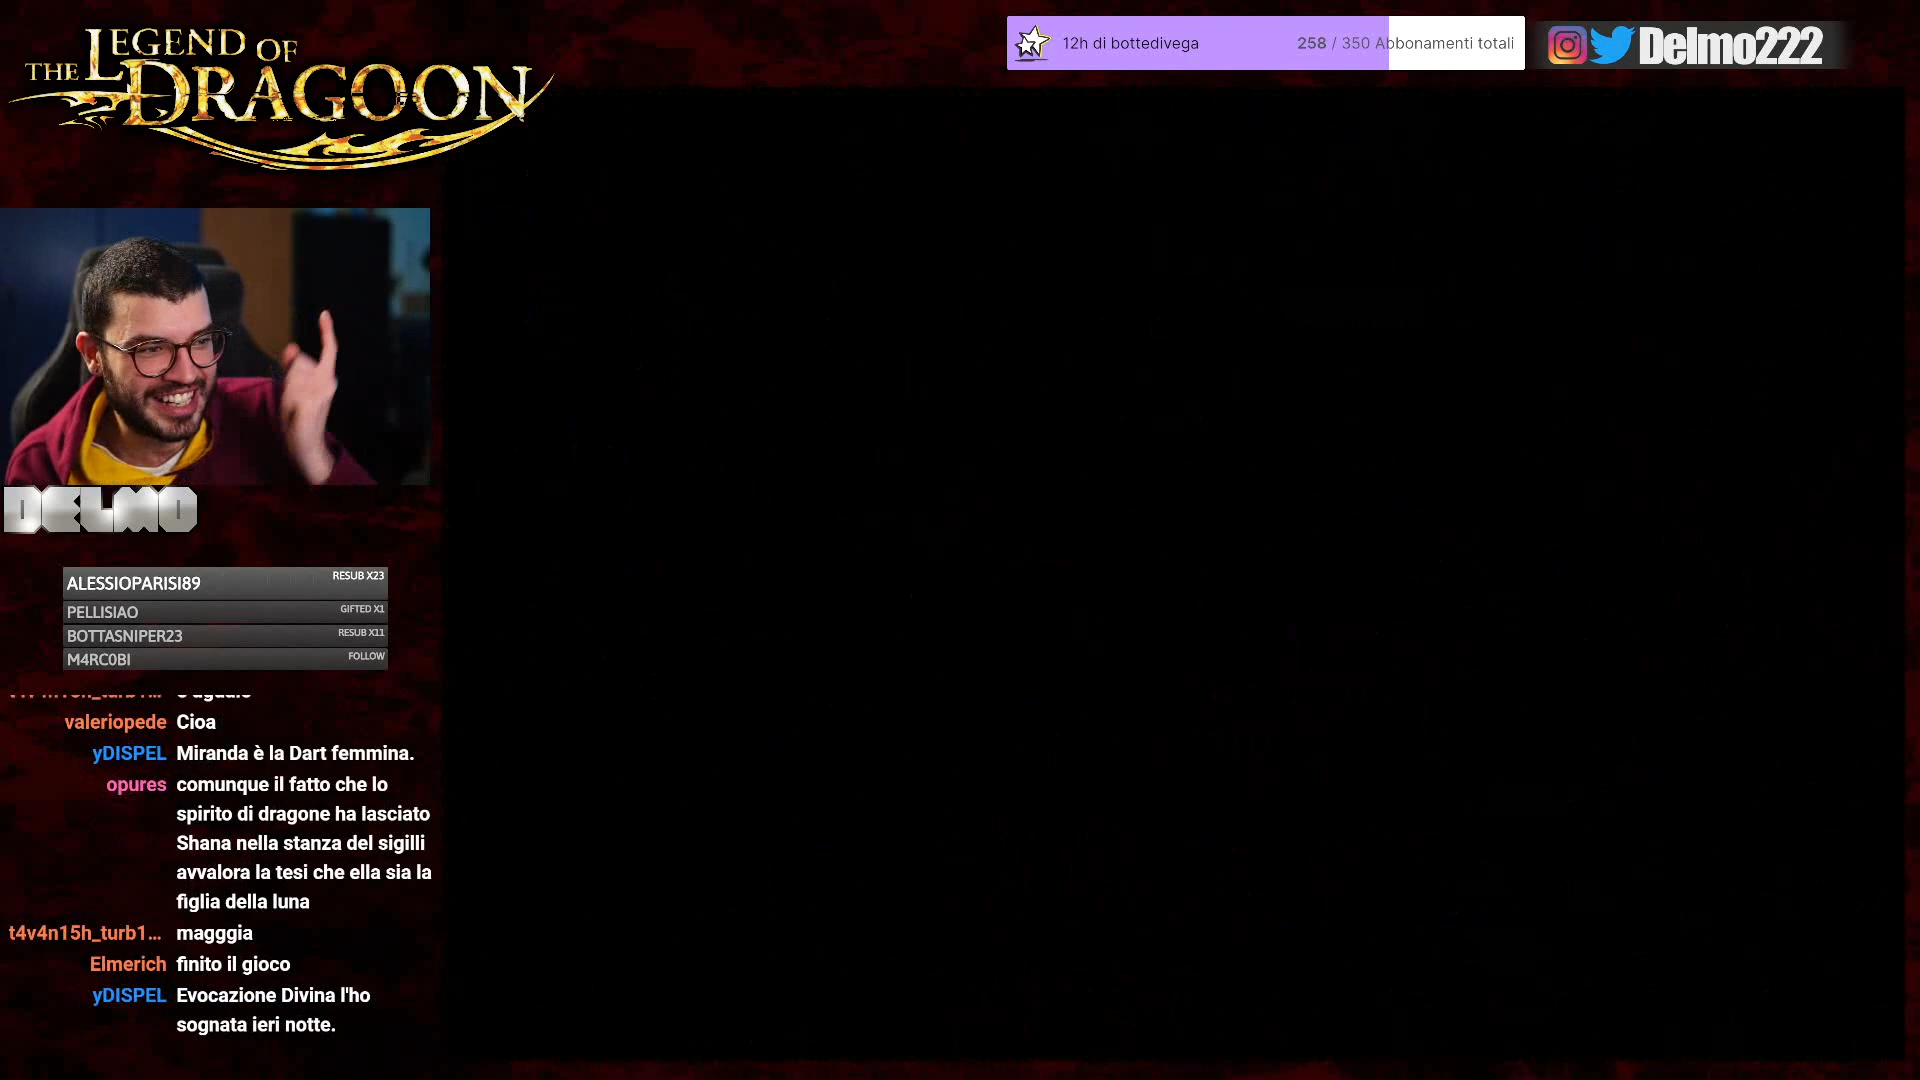 LEGEND OF
THE DRAGOON
12h di bottedivega 258 / 350 Abbonamenti totali
Delmo222
DELMO
ALESSIOPARISI89 RESUB X23
PELLISIAO GIFTED X1
BOTTASNIPER23 RESUB X11
M4RC0BI FOLLOW
valeriopede Cioa
yDISPEL Miranda è la Dart femmina.
opures comunque il fatto che lo
spirito di dragone ha lasciato
Shana nella stanza del sigilli
avvalora la tesi che ella sia la
figlia della luna
t4v4n15h_turb1... magggia
Elmerich finito il gioco
yDISPEL Evocazione Divina l'ho
sognata ieri notte.